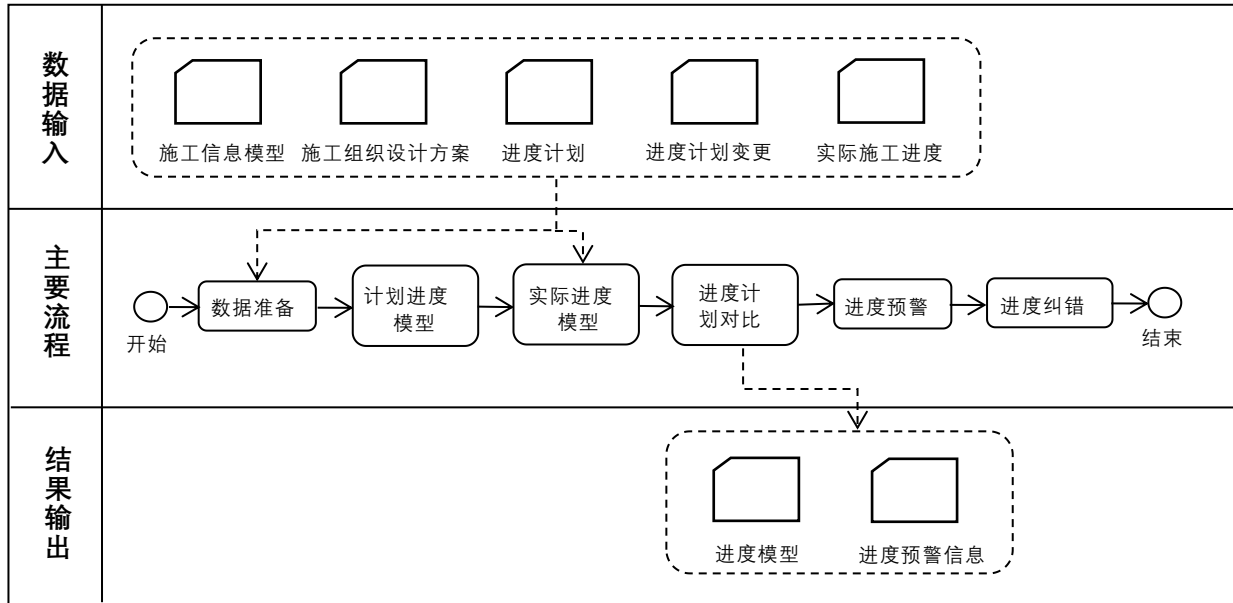 数据输入
施工信息模型 施工组织设计方案 进度计划 进度计划变更 实际施工进度
主要流程
开始
数据准备
计划进度
模型
实际进度
模型
进度计
划对比
进度预警
进度纠错
结束
结果输出
进度模型 进度预警信息